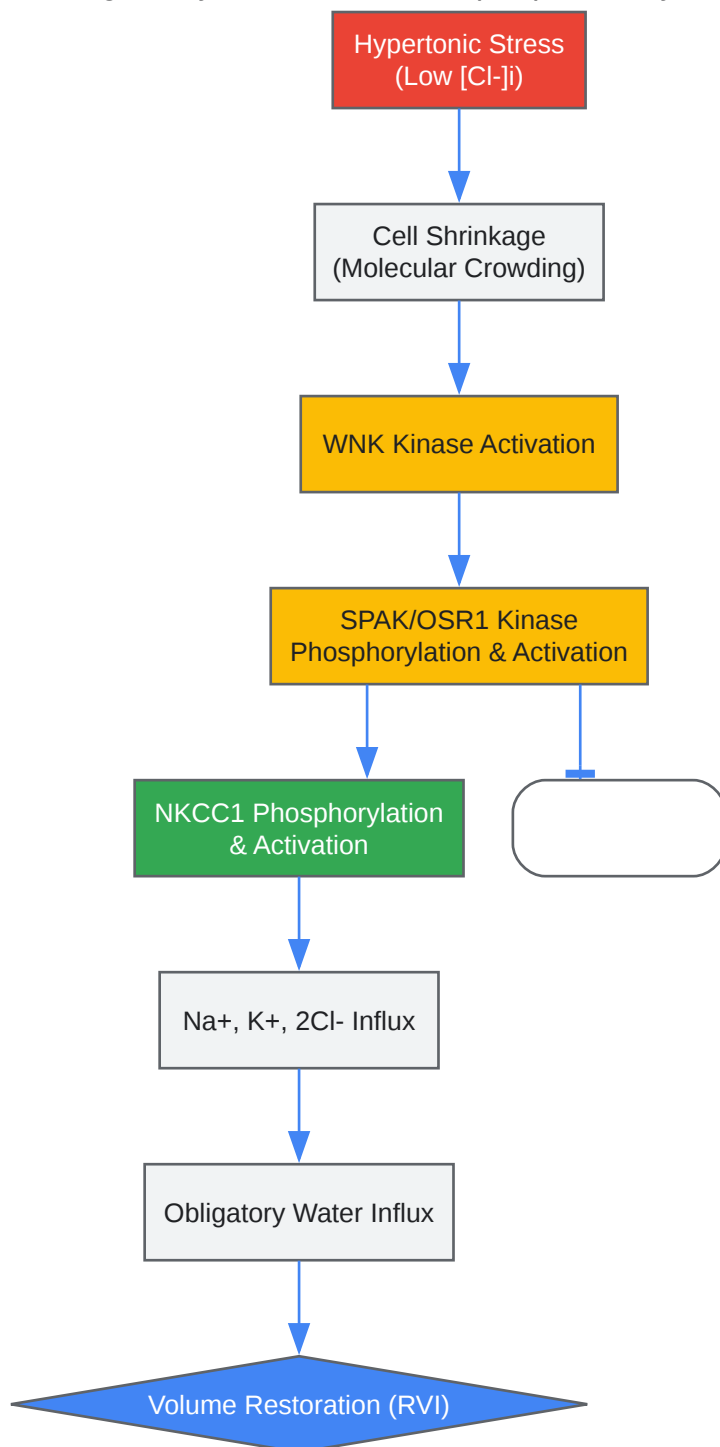 Hypertonic Stress
(Low [Cl-]i)
Cell Shrinkage
(Molecular Crowding)
WNK Kinase Activation
SPAK/OSR1 Kinase
Phosphorylation & Activation
NKCC1 Phosphorylation
& Activation
Na+, K+, 2Cl- Influx
Obligatory Water Influx
Volume Restoration (RVI)